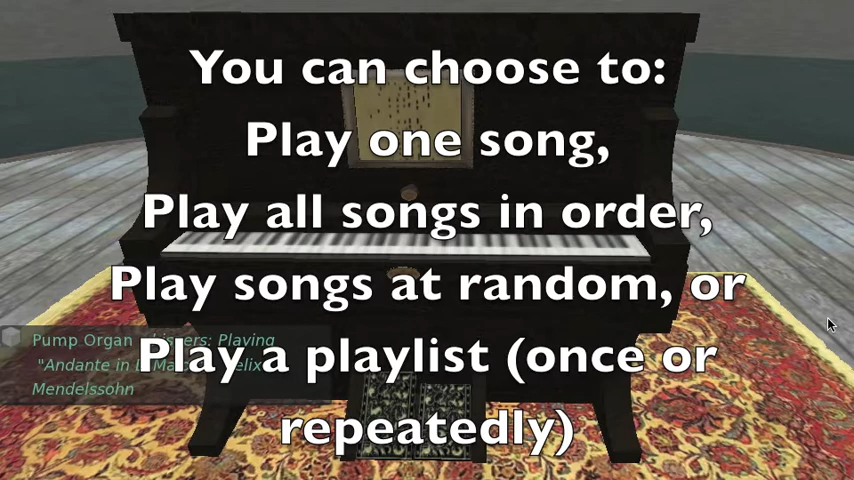 You can choose to:
Play one song,
Play all songs in order,
Play songs at random, or
Play a playlist (once or
repeatedly)
Pump Organ Playing
"Andante in
Mendelssohn